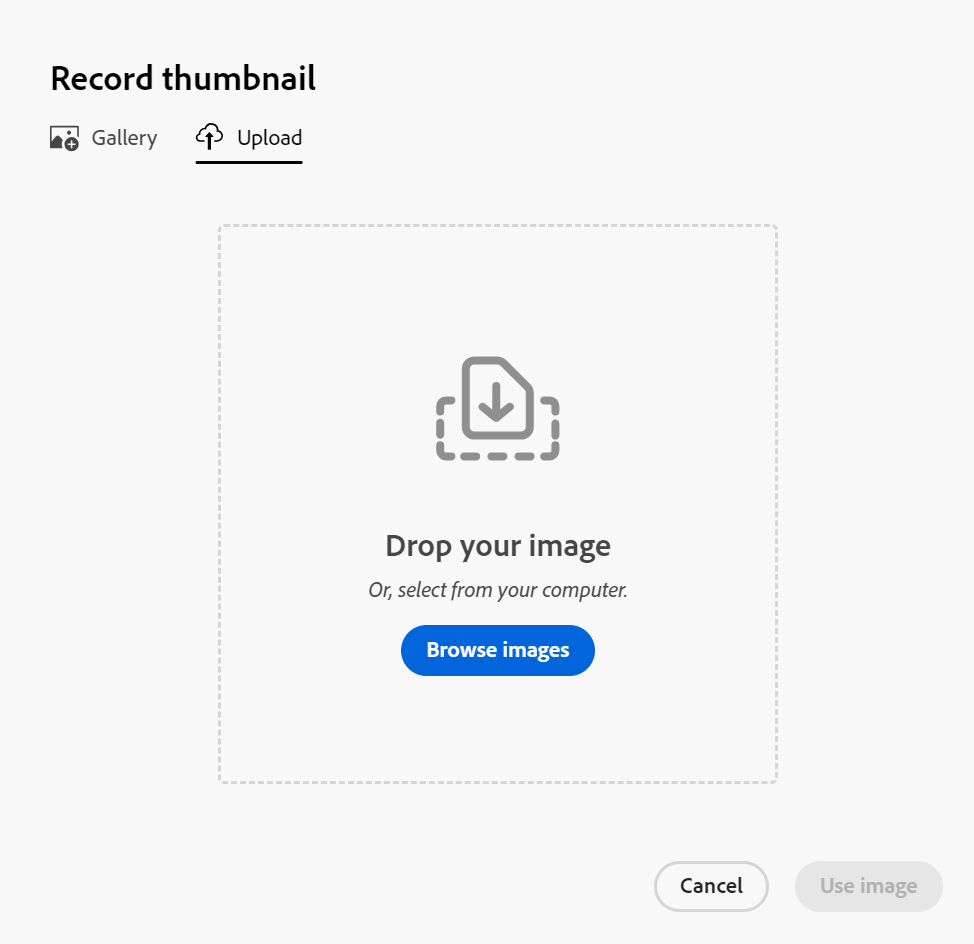 Record thumbnail
Gallery Upload
Drop your image
Or, select from your computer.
Browse images
Cancel Use image